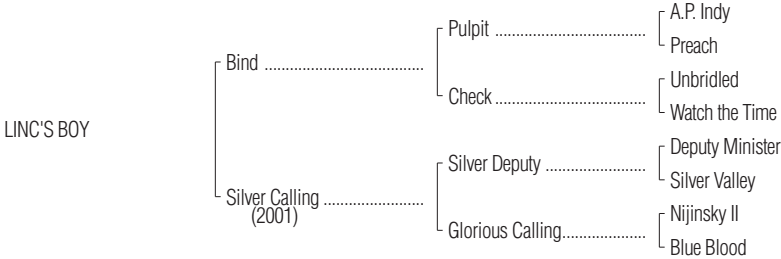 A.P. Indy
Pulpit ....................................
Preach
Bind ......................................
Unbridled
Check ....................................
Watch the Time
LINC'S BOY
Deputy Minister
Silver Deputy ........................
Silver Valley
Silver Calling ........................
(2001)
Nijinsky II
Glorious Calling....................
Blue Blood